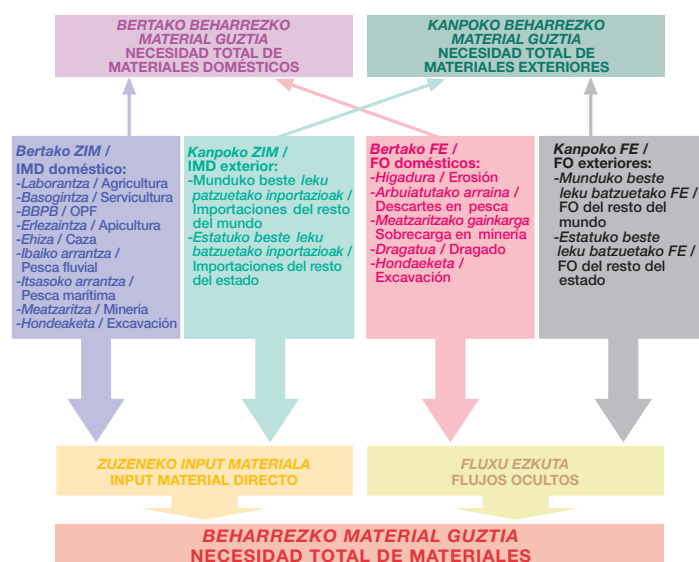 BERTAKO BEHARREZKO
MATERIAL GUZTIA
NECESIDAD TOTAL DE
MATERIALES DOMÉSTICOS
KANPOKO BEHARREZKO
MATERIAL GUZTIA
NECESIDAD TOTAL DE
MATERIALES EXTERIORES
Bertako ZIM /
IMD doméstico:
-Laborantza / Agricultura
-Basogintza / Servicultura
-BBPB / OPF
-Erlezaintza / Apicultura
-Ehiza / Caza
-Ibaiko arrantza /
Pesca fluvial
-Itsasoko arrantza /
Pesca marítima
-Meatzaritza / Minería
-Hondeaketa / Excavación
Kanpoko ZIM /
IMD exterior:
-Munduko beste leku
patzuetako inportazioak /
Importaciones del resto
del mundo
-Estatuko beste leku
batzuetako inportazioak /
Importaciones del resto
del estado
Bertako FE /
FO domésticos:
-Higadura / Erosión
-Arbuiatutako arraina /
Descartes en pesca
-Meatzaritzako gainkarga
Sobrecarga en minería
-Dragatua / Dragado
-Hondaeketa /
Excavación
Kanpoko FE /
FO exteriores:
-Munduko beste
leku batzuetako FE /
FO del resto del
mundo
-Estatuko beste
leku batzuetako FE /
FO del resto del
estado
ZUZENEKO INPUT MATERIALA
INPUT MATERIAL DIRECTO
FLUXU EZKUTA
FLUJOS OCULTOS
BEHARREZKO MATERIAL GUZTIA
NECESIDAD TOTAL DE MATERIALES